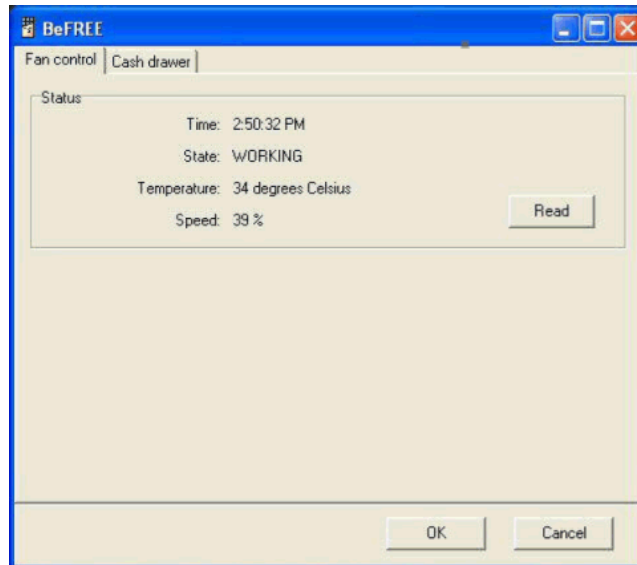 BeFREE
Fan control Cash drawer
Status
Time: 2:50:32 PM
State: WORKING
Temperature: 34 degrees Celsius
Speed: 39 %
Read
OK Cancel